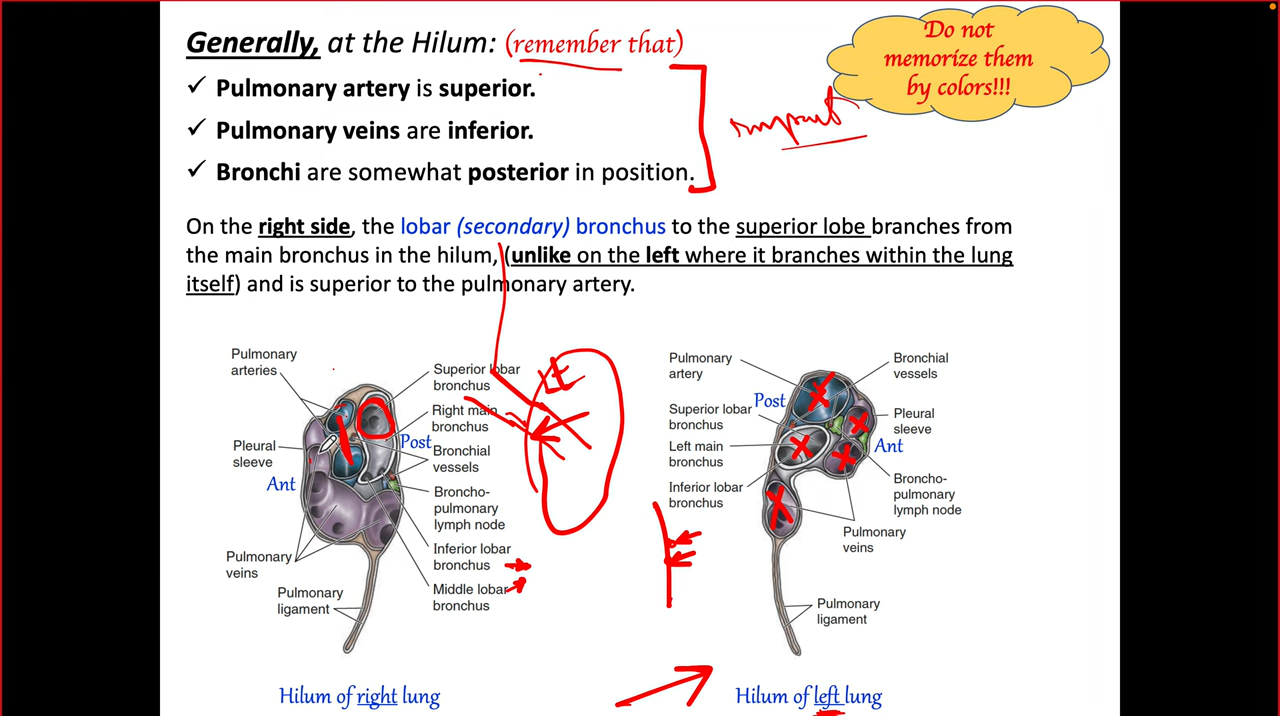 Generally, at the Hilum: (remember that)
✓ Pulmonary artery is superior.
✓ Pulmonary veins are inferior.
✓ Bronchi are somewhat posterior in position.
Do not
memorize them
by colors!!!
On the right side, the lobar (secondary) bronchus to the superior lobe branches from
the main bronchus in the hilum, (unlike on the left where it branches within the lung
itself) and is superior to the pulmonary artery.
Pulmonary
arteries
Superior lobar
bronchus
Right main
bronchus
Post
Pleural
sleeve
Bronchial
vessels
Ant
Broncho-
pulmonary
lymph node
Inferior lobar
bronchus
Pulmonary
veins
Middle lobar
bronchus
Pulmonary
ligament
Hilum of right lung
Pulmonary
artery
Bronchial
vessels
Post
Superior lobar
bronchus
Pleural
sleeve
Left main
bronchus
Ant
Inferior lobar
bronchus
Broncho-
pulmonary
lymph node
Pulmonary
veins
Pulmonary
ligament
Hilum of left lung